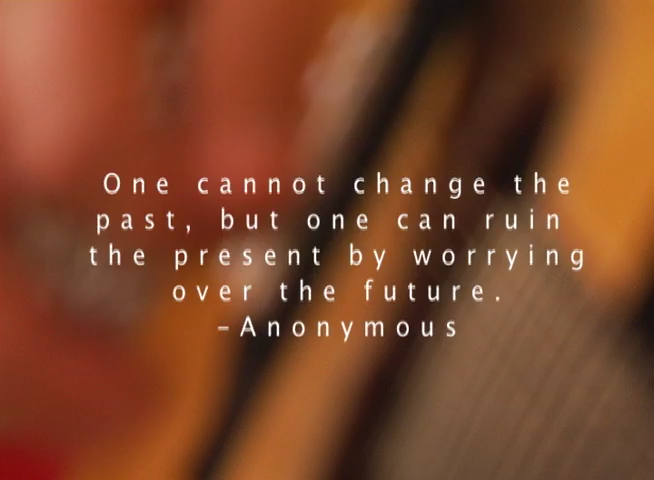 One cannot change the
past, but one can ruin
the present by worrying
over the future.
-Anonymous